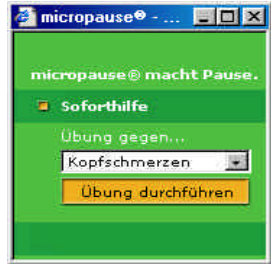 micropause® - ...
micropause® macht Pause.
Soforthilfe
Übung gegen...
Kopfschmerzen
Übung durchführen